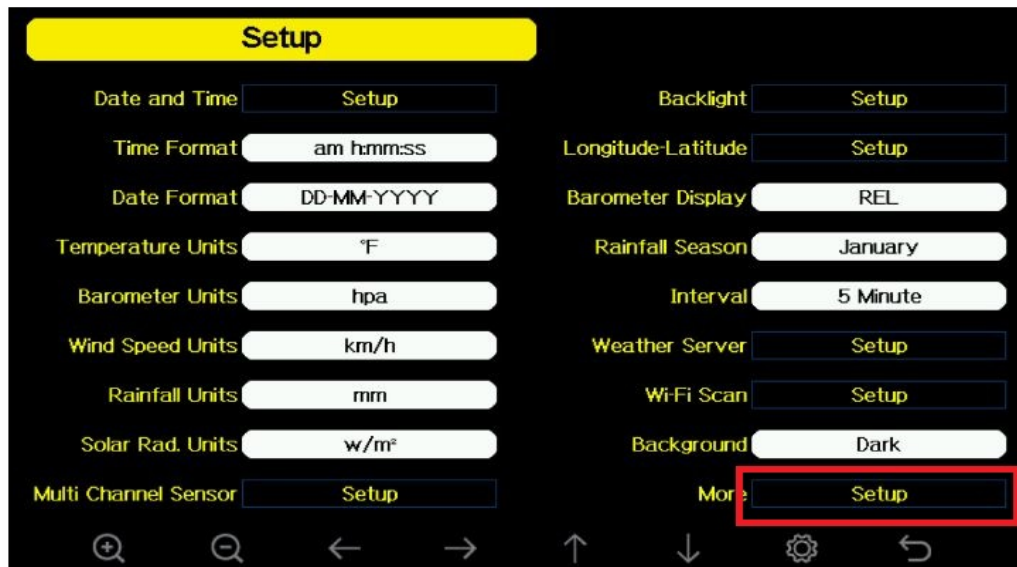 Setup
Date and Time Setup
Time Format am h:mm:ss
Date Format DD-MM-YYYY
Temperature Units °F
Barometer Units hpa
Wind Speed Units km/h
Rainfall Units mm
Solar Rad. Units w/m²
Multi Channel Sensor Setup
Backlight Setup
Longitude-Latitude Setup
Barometer Display REL
Rainfall Season January
Interval 5 Minute
Weather Server Setup
Wi-Fi Scan Setup
Background Dark
More Setup